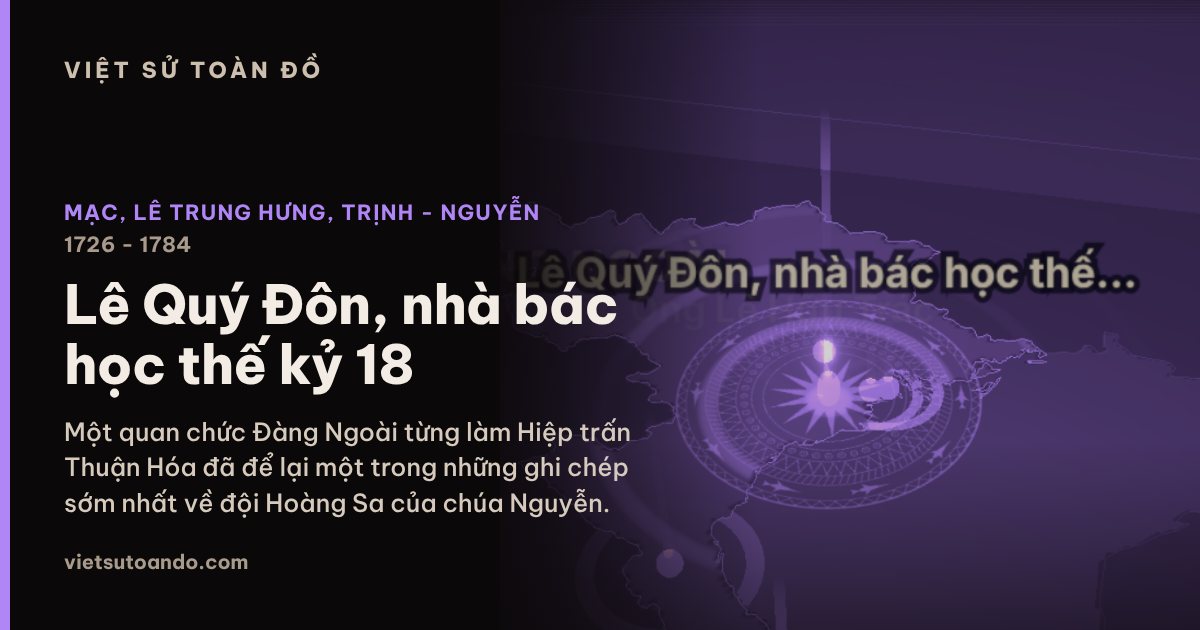 VIỆT SỬ TOÀN ĐỒ
MẠC, LÊ TRUNG HƯNG, TRỊNH - NGUYỄN
1726 - 1784
Lê Quý Đôn, nhà bác
học thế kỷ 18
Lê Quý Đôn, nhà bác học thế...
Một quan chức Đàng Ngoài từng làm Hiệp trấn
Thuận Hóa đã để lại một trong những ghi chép
sớm nhất về đội Hoàng Sa của chúa Nguyễn.
vietsutoando.com